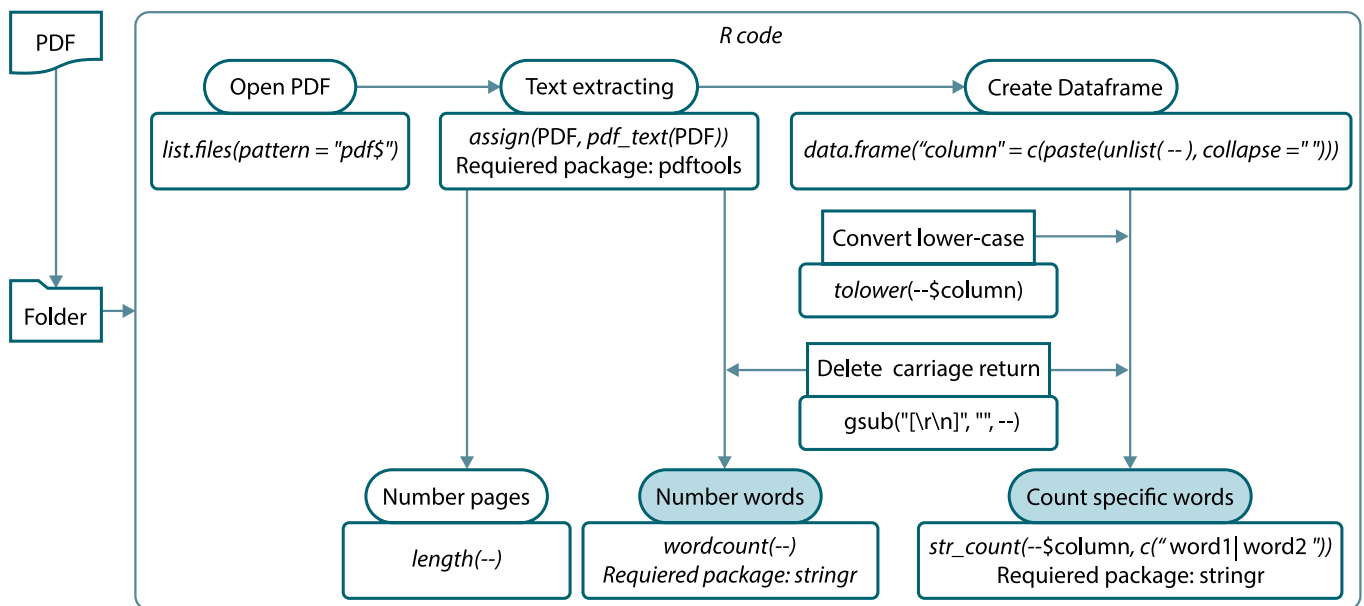 PDF
R code
Open PDF
Text extracting
Create Dataframe
list.files(pattern = "pdf$")
assign(PDF, pdf_text(PDF))
Requiered package: pdftools
data.frame(“column" = c(paste(unlist( -- ), collapse =" ")))
Convert lower-case
tolower(--$column)
Folder
Delete carriage return
gsub("[\r\n]", "", --)
Number pages
Number words
Count specific words
length(--)
wordcount(--)
Requiered package: stringr
str_count(--$column, c(“ word1| word2 "))
Requiered package: stringr